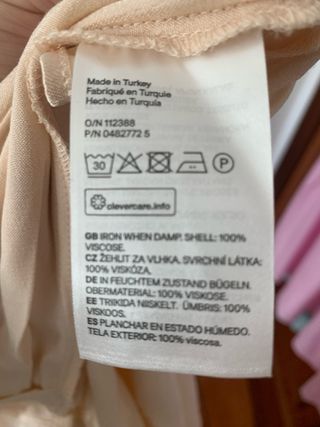 Made in Turkey
Fabriqué en Turquie
Hecho en Turquía
O/N 112388
P/N 0482772 5
30
P
clevercare.info
GB IRON WHEN DAMP. SHELL: 100%
VISCOSE.
CZ ŽEHLIT ZA VLHKA. SVRCHNÍ LÁTKA:
100% VISKÓZA.
DE IN FEUCHTEM ZUSTAND BÜGELN.
OBERMATERIAL: 100% VISKOSE.
EE TRIIKIDA NIISKELT. ÜMBRIS: 100%
VISKOOS.
ES PLANCHAR EN ESTADO HÚMEDO.
TELA EXTERIOR: 100% viscosa.